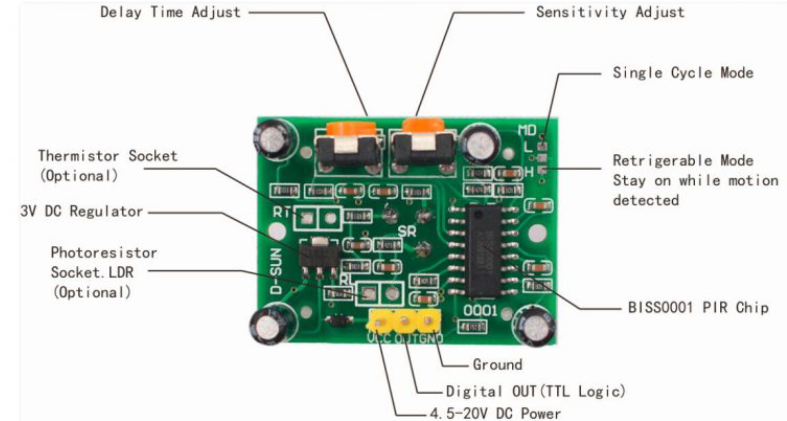 Delay Time Adjust
Sensitivity Adjust
Single Cycle Mode
MD
L
H
Retrigerable Mode
Stay on while motion
detected
Thermistor Socket
(Optional)
RT
3V DC Regulator
SR
Photoresistor
Socket.LDR
(Optional)
D-SUN
BISS0001 PIR Chip
0001
VCC OUT GND
Ground
Digital OUT(TTL Logic)
4.5-20V DC Power